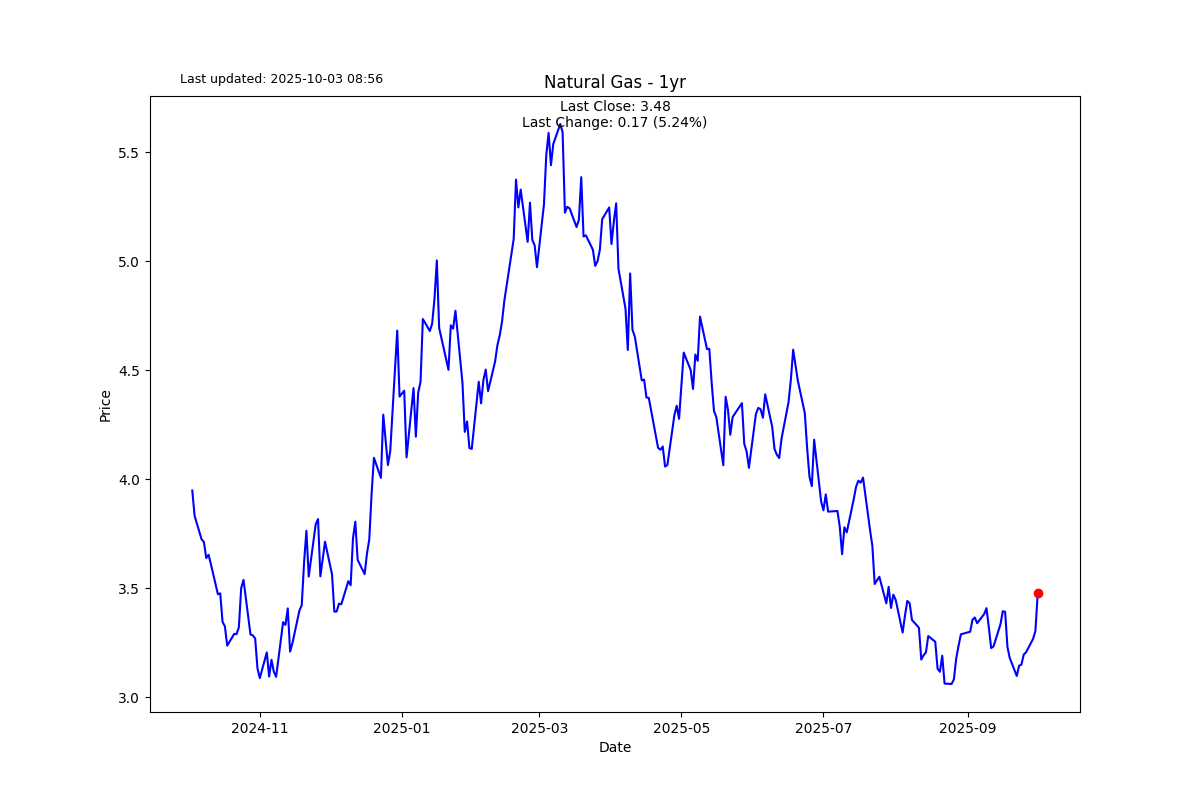 Last updated: 2025-10-03 08:56
Natural Gas - 1yr
Last Close: 3.48
Last Change: 0.17 (5.24%)
Price
5.5
5.0
4.5
4.0
3.5
3.0
2024-11
2025-01
2025-03
2025-05
2025-07
2025-09
Date